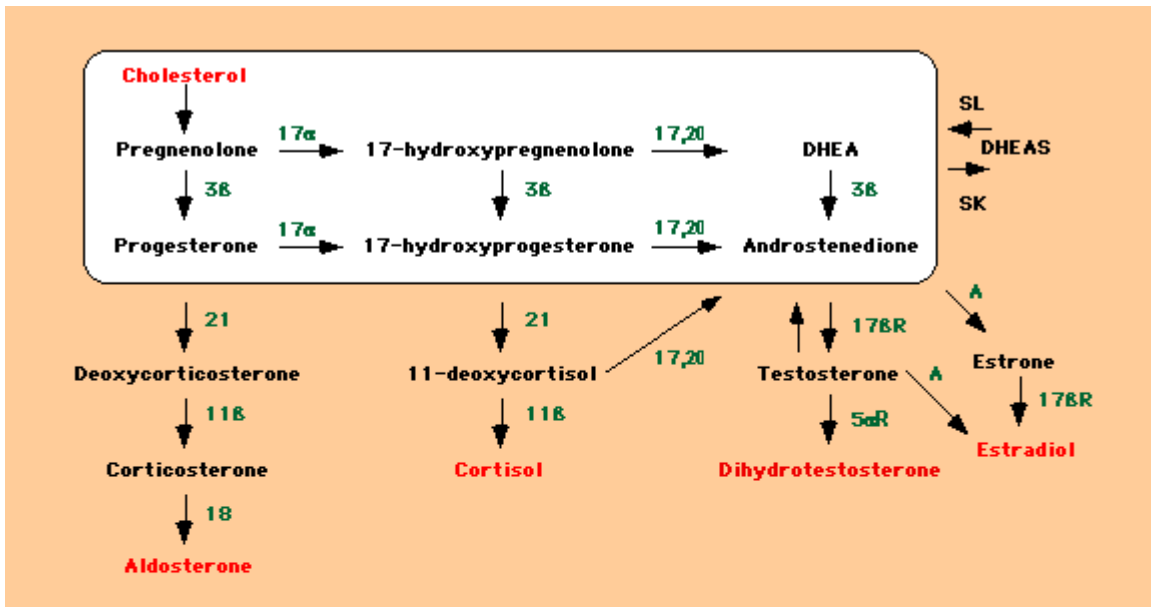 Cholesterol
SL
17α 17,20
Pregnenolone 17-hydroxypregnenolone DHEA DHEAS
3ß 3ß 3ß
SK
17α 17,20
Progesterone 17-hydroxyprogesterone Androstenedione
A
21 21 17ßR
17,20
Estrone
Deoxycorticosterone 11-deoxycortisol Testosterone A
17ßR
11ß 11ß 5αR
Estradiol
Corticosterone Cortisol Dihydrotestosterone
18
Aldosterone